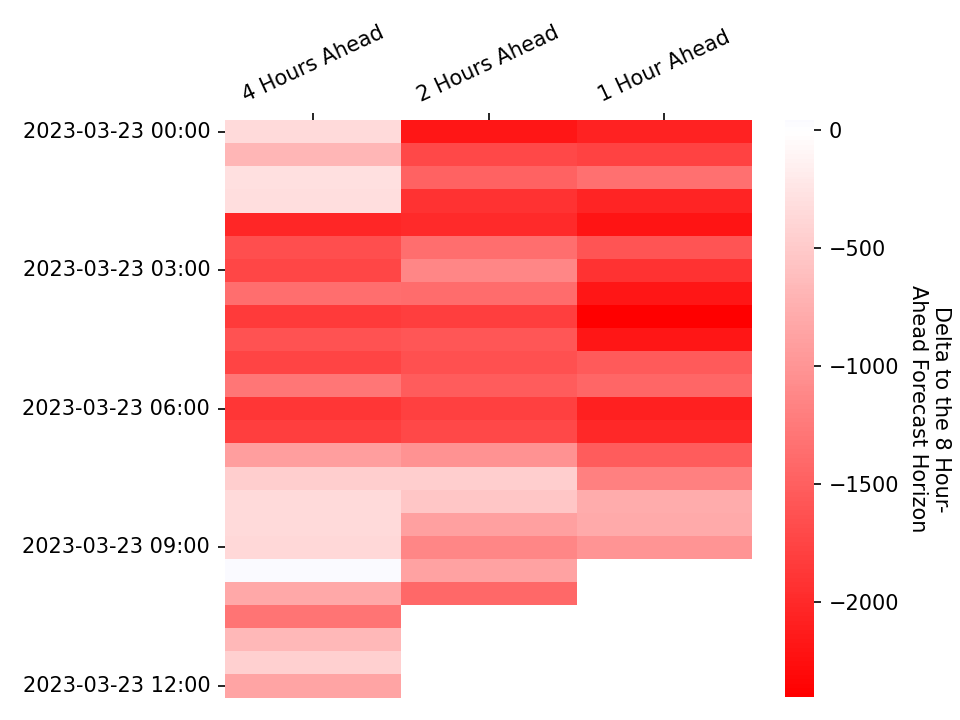 4 Hours Ahead
2 Hours Ahead
1 Hour Ahead
2023-03-23 00:00
2023-03-23 03:00
2023-03-23 06:00
2023-03-23 09:00
2023-03-23 12:00
0
−500
−1000
−1500
−2000
Delta to the 8 Hour-
Ahead Forecast Horizon